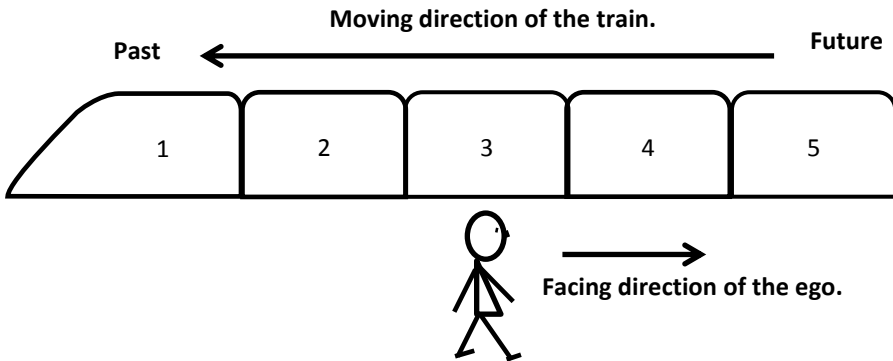 Moving direction of the train.
Past
Future
1
2
3
4
5
Facing direction of the ego.